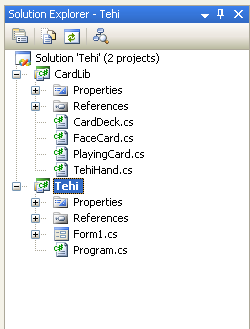 Solution Explorer - Tehi
Solution 'Tehi' (2 projects)
CardLib
Properties
References
CardDeck.cs
FaceCard.cs
PlayingCard.cs
TehiHand.cs
Tehi
Properties
References
Form1.cs
Program.cs